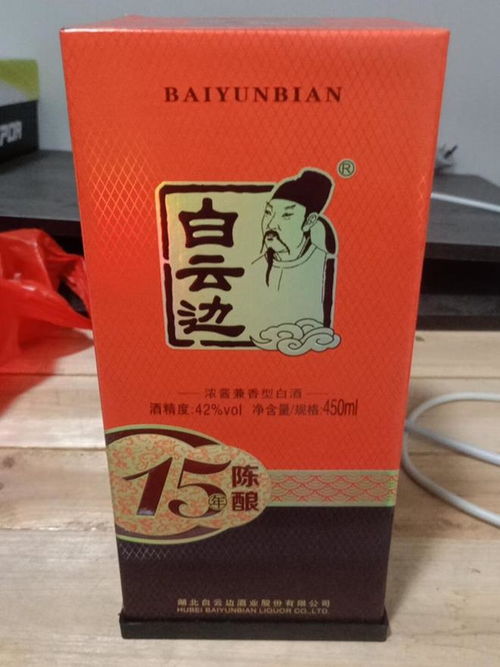 BAIYUNBIAN
®
白云边
浓酱兼香型白酒
酒精度:42%vol 净含量/规格:450ml
15年
陈酿
湖北白云边酒业股份有限公司
HUBEI BAIYUNBIAN LIQUOR CO.,LTD.